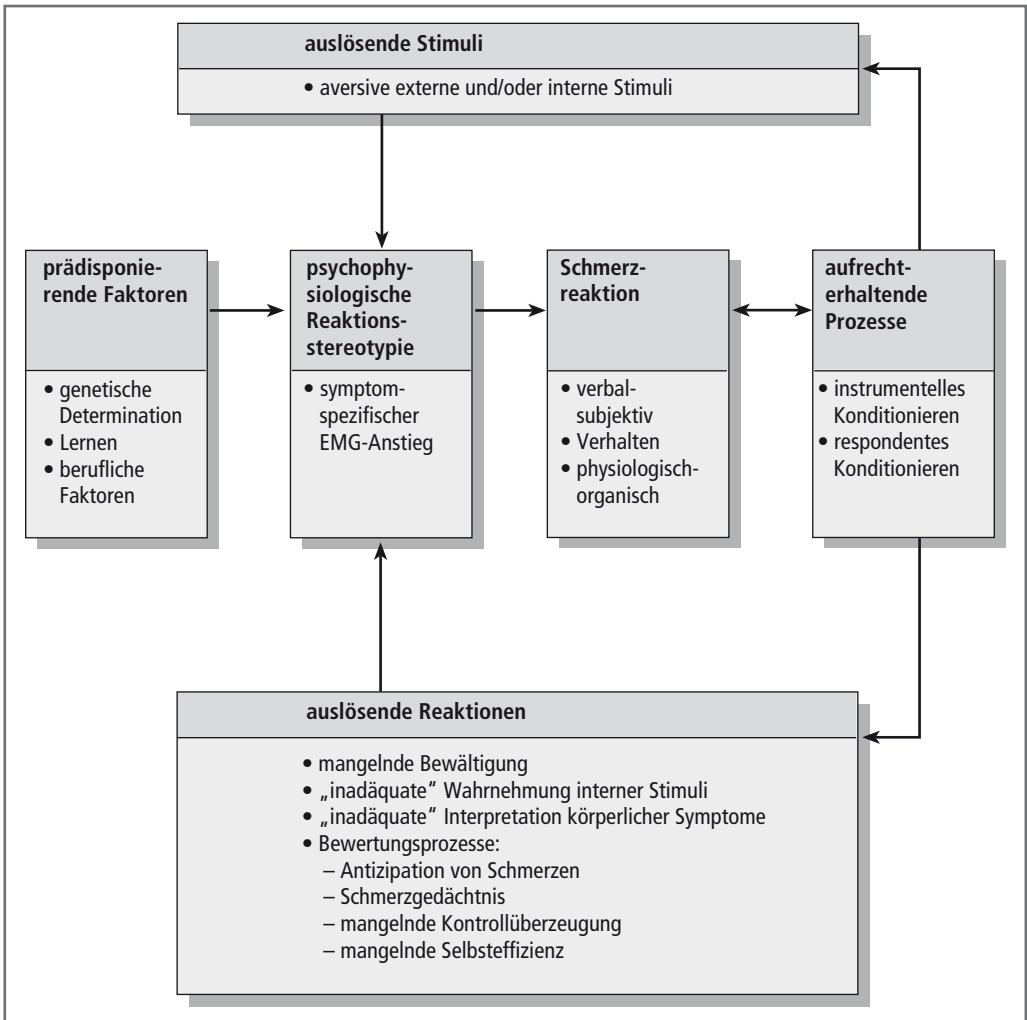 auslösende Stimuli
• aversive externe und/oder interne Stimuli
prädisponie-
rende Faktoren
• genetische
Determination
• Lernen
• berufliche
Faktoren
psychophy-
siologische
Reaktions-
stereotypie
• symptom-
spezifischer
EMG-Anstieg
Schmerz-
reaktion
• verbal-
subjektiv
• Verhalten
• physiologisch-
organisch
aufrecht-
erhaltende
Prozesse
• instrumentelles
Konditionieren
• respondentes
Konditionieren
auslösende Reaktionen
• mangelnde Bewältigung
• „inadäquate“ Wahrnehmung interner Stimuli
• „inadäquate“ Interpretation körperlicher Symptome
• Bewertungsprozesse:
– Antizipation von Schmerzen
– Schmerzgedächtnis
– mangelnde Kontrollüberzeugung
– mangelnde Selbsteffizienz